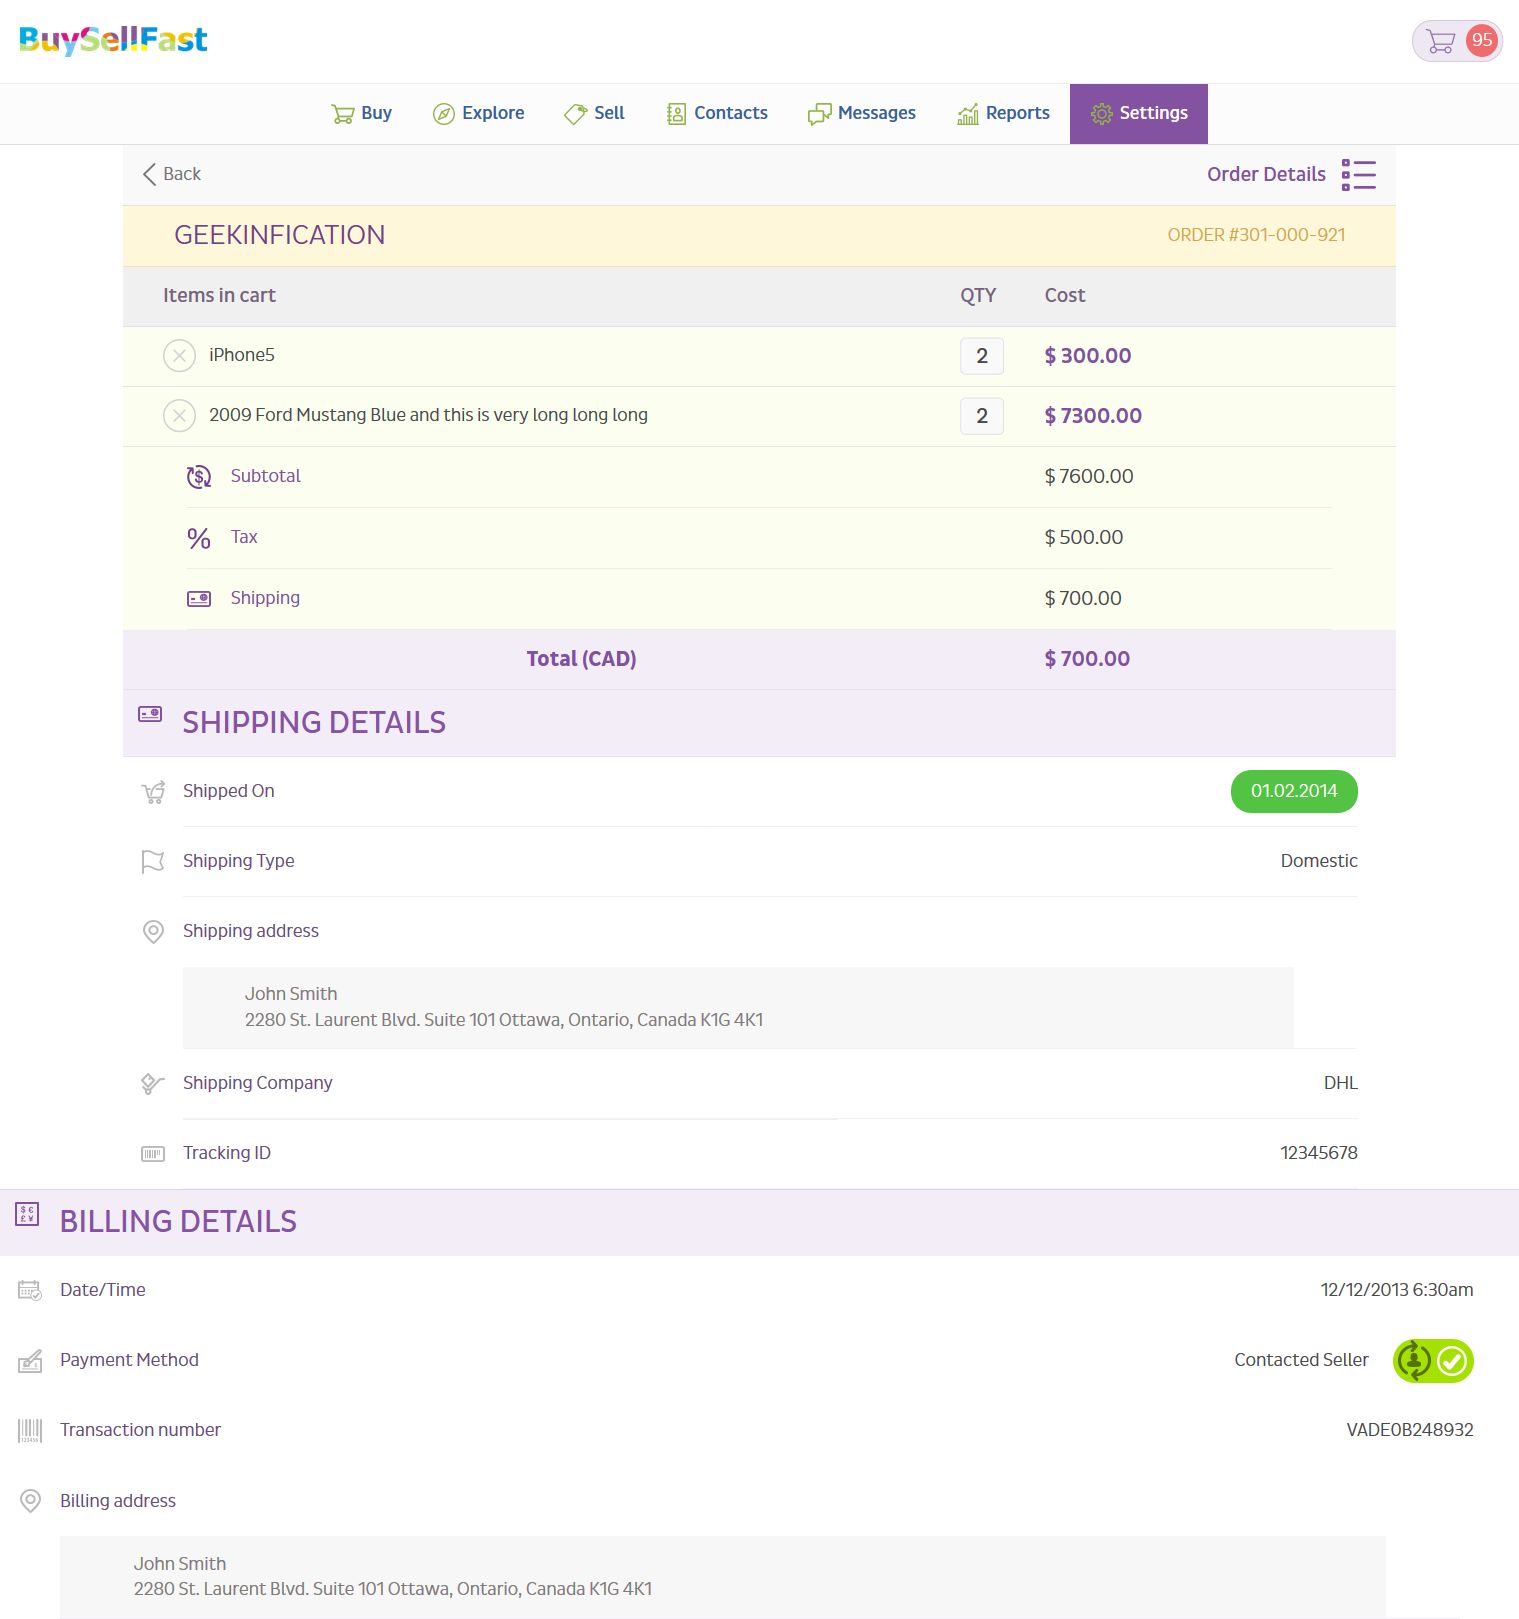 BuySellFast
95
Buy Explore Sell Contacts Messages Reports Settings
Back Order Details
GEEKINFICATION ORDER #301-000-921
Items in cart QTY Cost
iPhone5 2 $ 300.00
2009 Ford Mustang Blue and this is very long long long 2 $ 7300.00
Subtotal $ 7600.00
Tax $ 500.00
Shipping $ 700.00
Total (CAD) $ 700.00
SHIPPING DETAILS
Shipped On 01.02.2014
Shipping Type Domestic
Shipping address
John Smith
2280 St. Laurent Blvd. Suite 101 Ottawa, Ontario, Canada K1G 4K1
Shipping Company DHL
Tracking ID 12345678
BILLING DETAILS
Date/Time 12/12/2013 6:30am
Payment Method Contacted Seller
Transaction number VADE0B248932
Billing address
John Smith
2280 St. Laurent Blvd. Suite 101 Ottawa, Ontario, Canada K1G 4K1